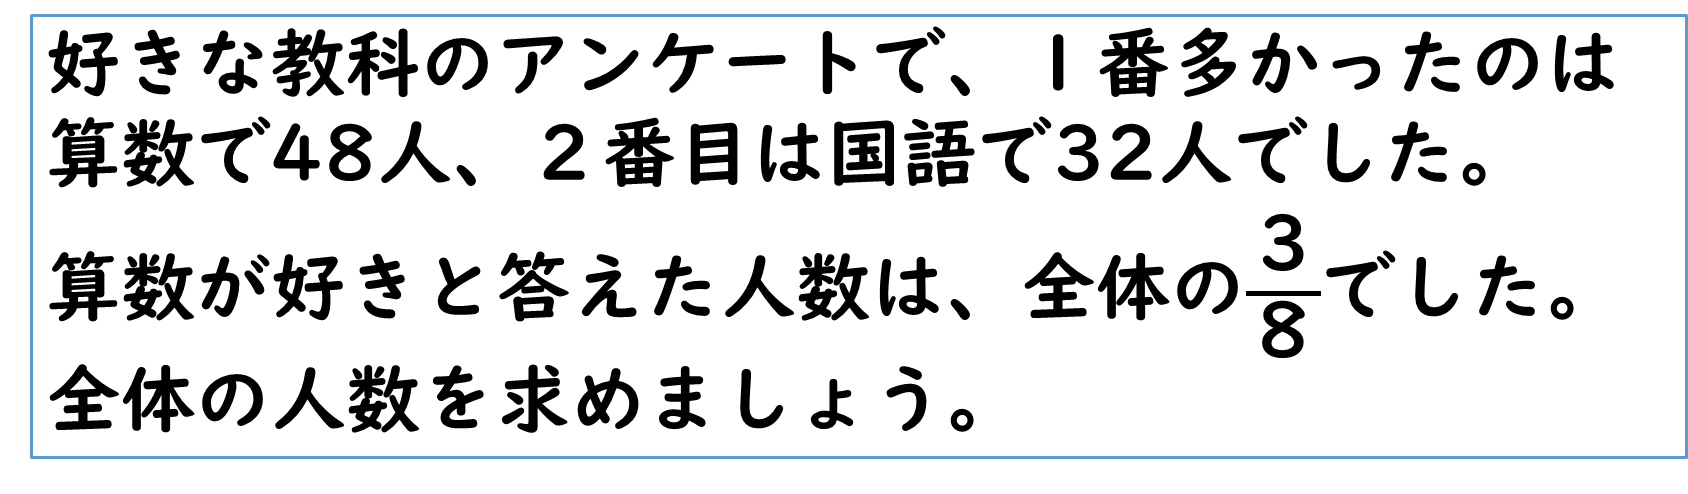 好きな教科のアンケートで、１番多かったのは
算数で48人、２番目は国語で32人でした。
算数が好きと答えた人数は、全体の3/8でした。
全体の人数を求めましょう。